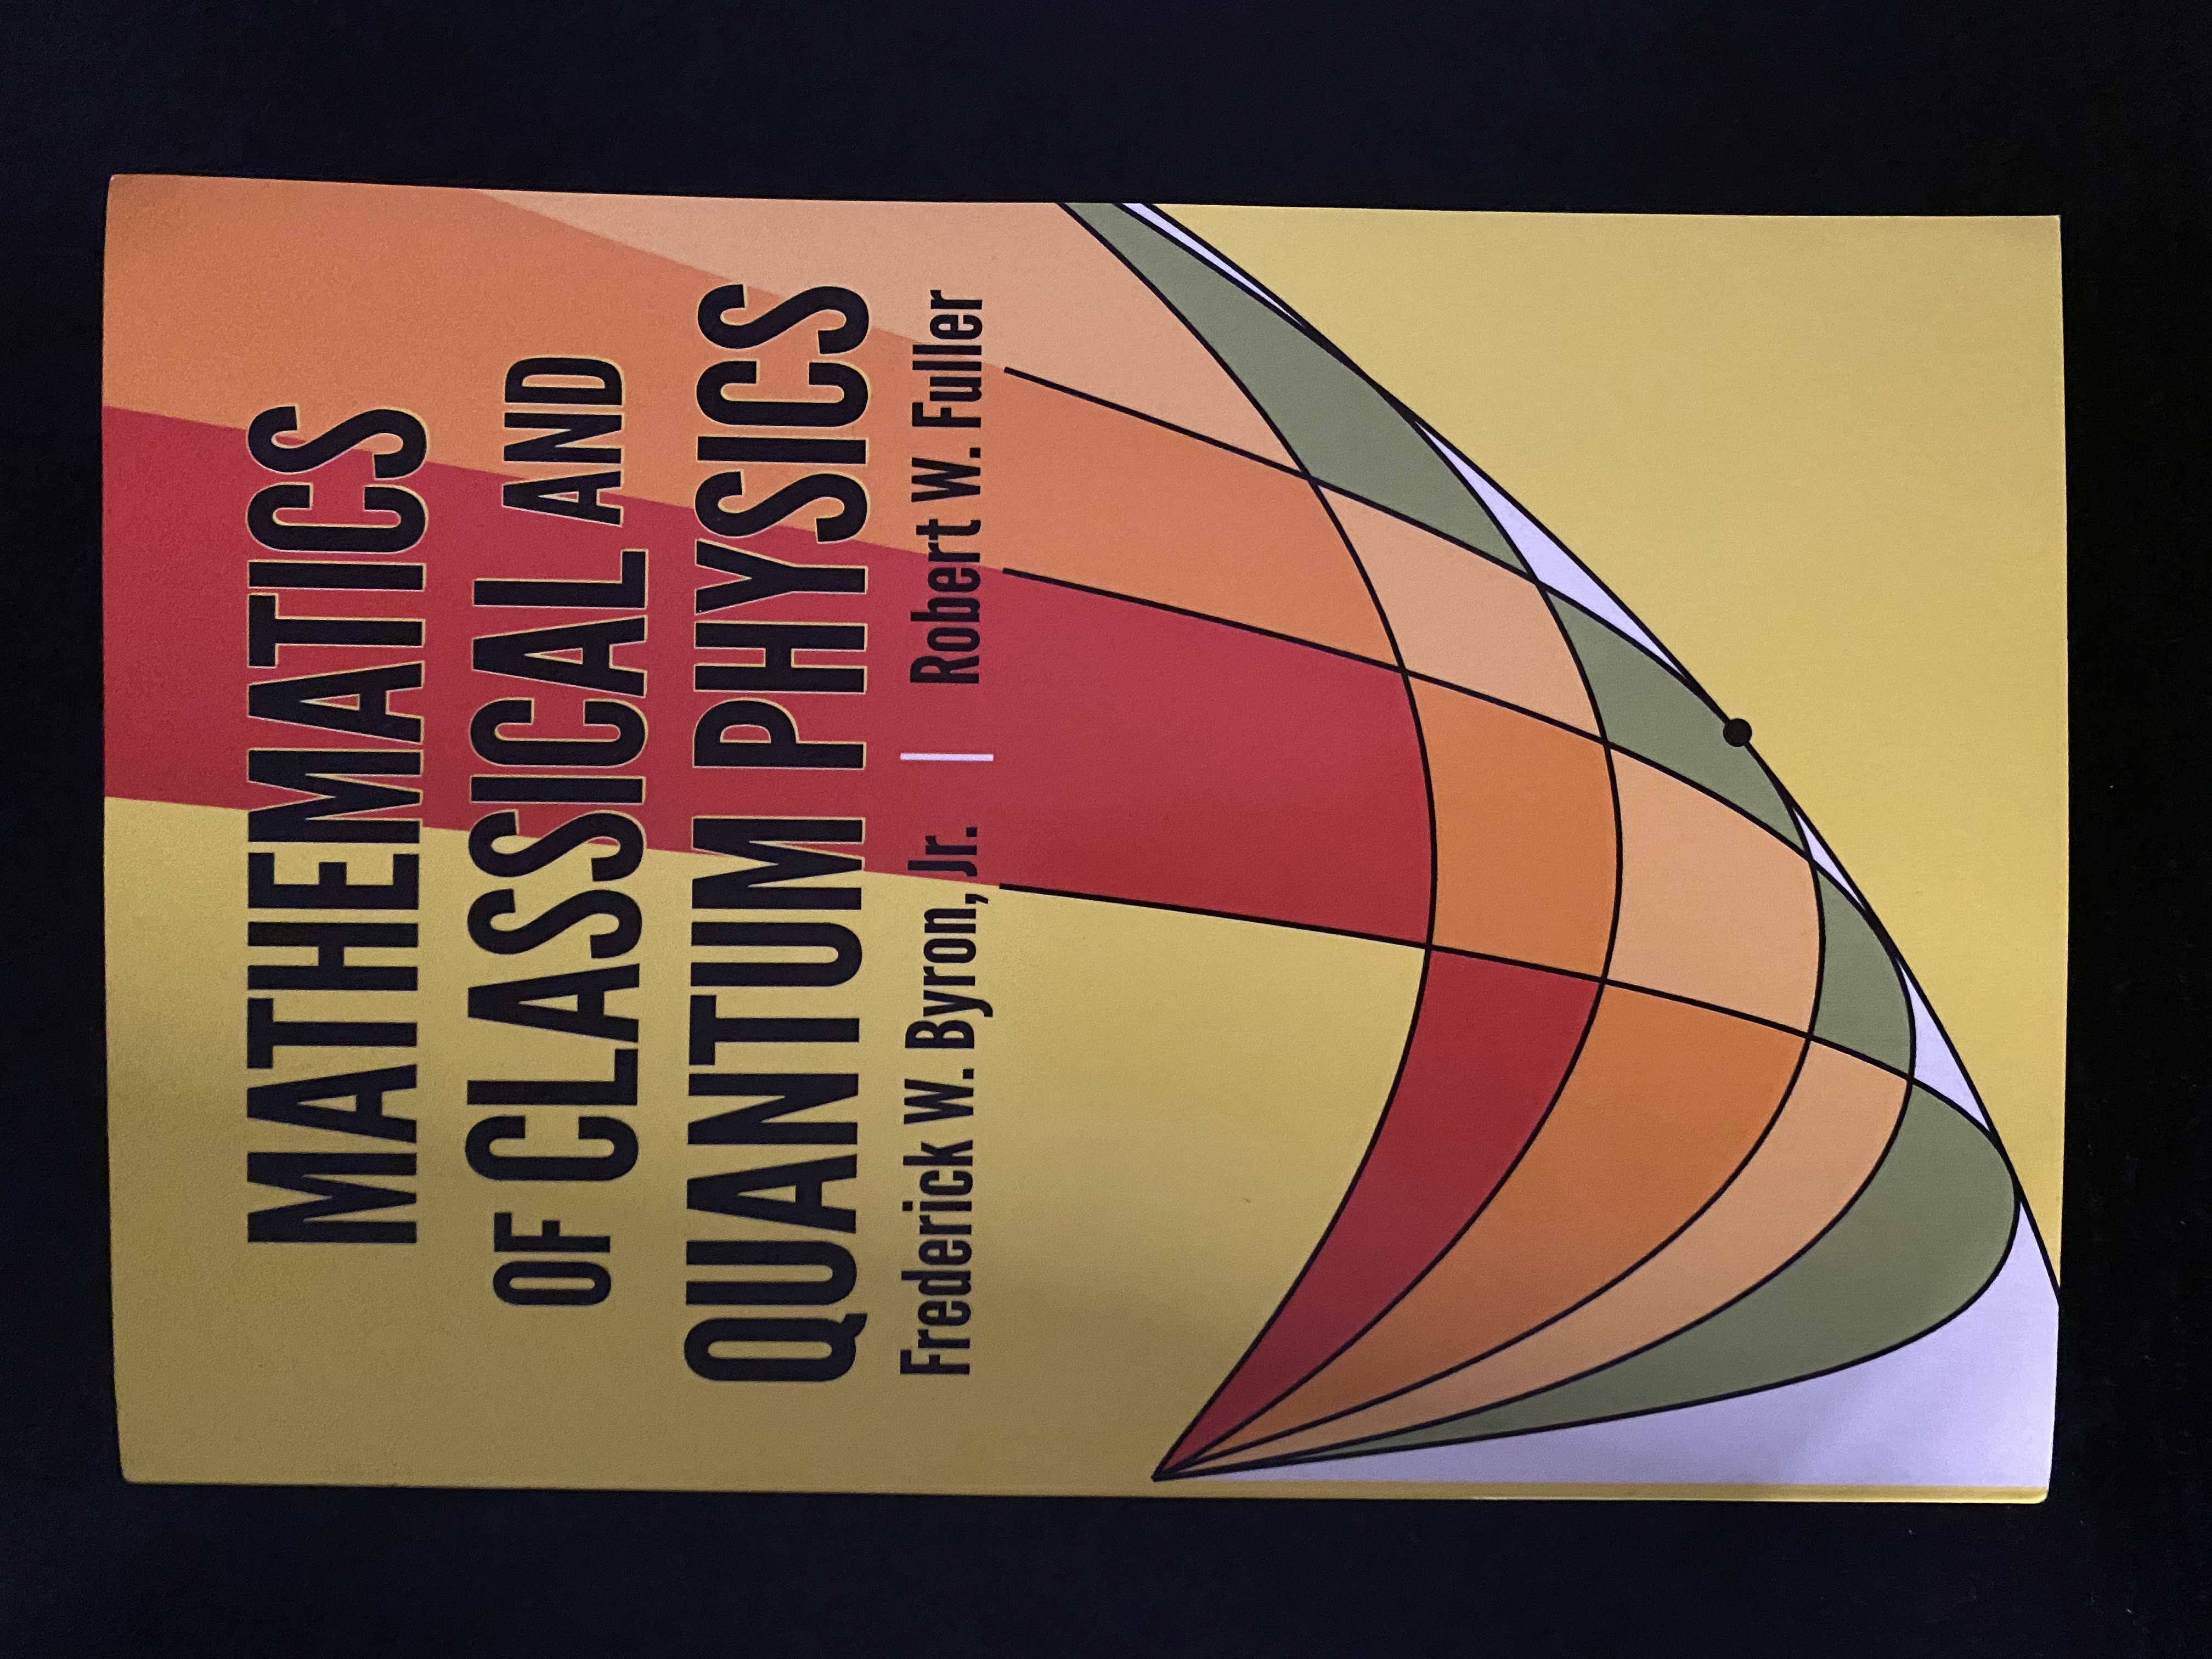 MATHEMATICS
OF CLASSICAL AND
QUANTUM PHYSICS
Frederick W. Byron, Jr. | Robert W. Fuller